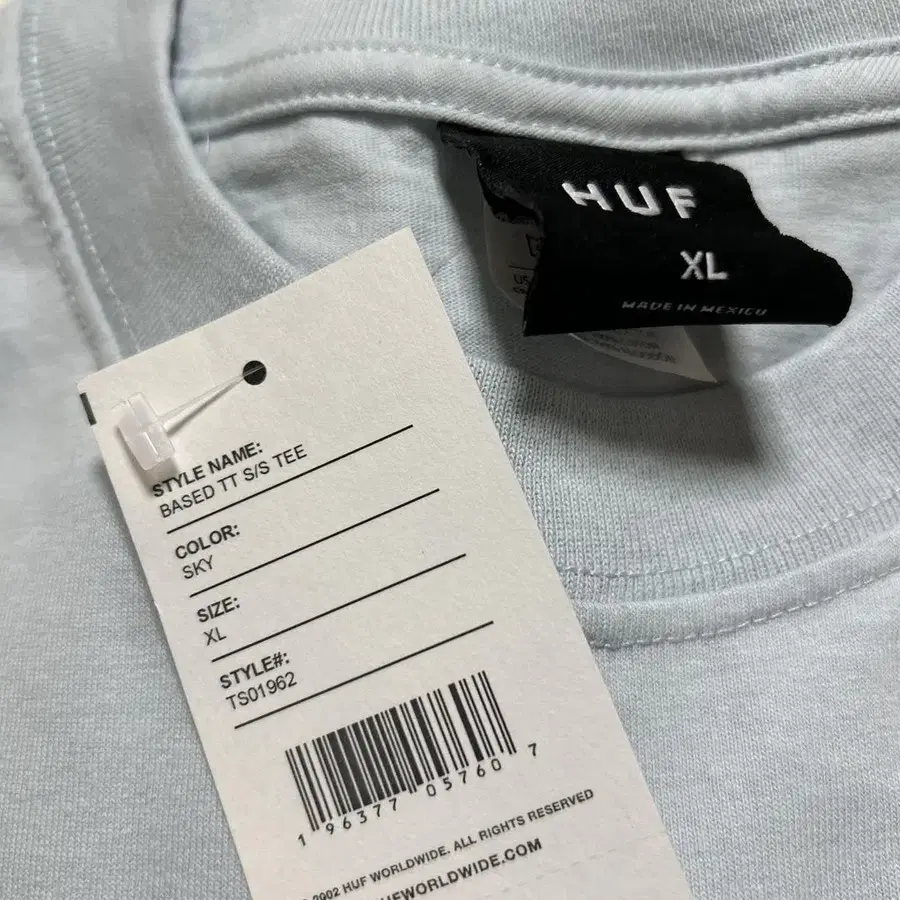 HUF
XL
MADE IN MEXICO
STYLE NAME:
BASED TT S/S TEE
COLOR:
SKY
SIZE:
XL
STYLE#:
TS01962
1 96377 05760 7
2002 HUF WORLDWIDE. ALL RIGHTS RESERVED
HUFWORLDWIDE.COM